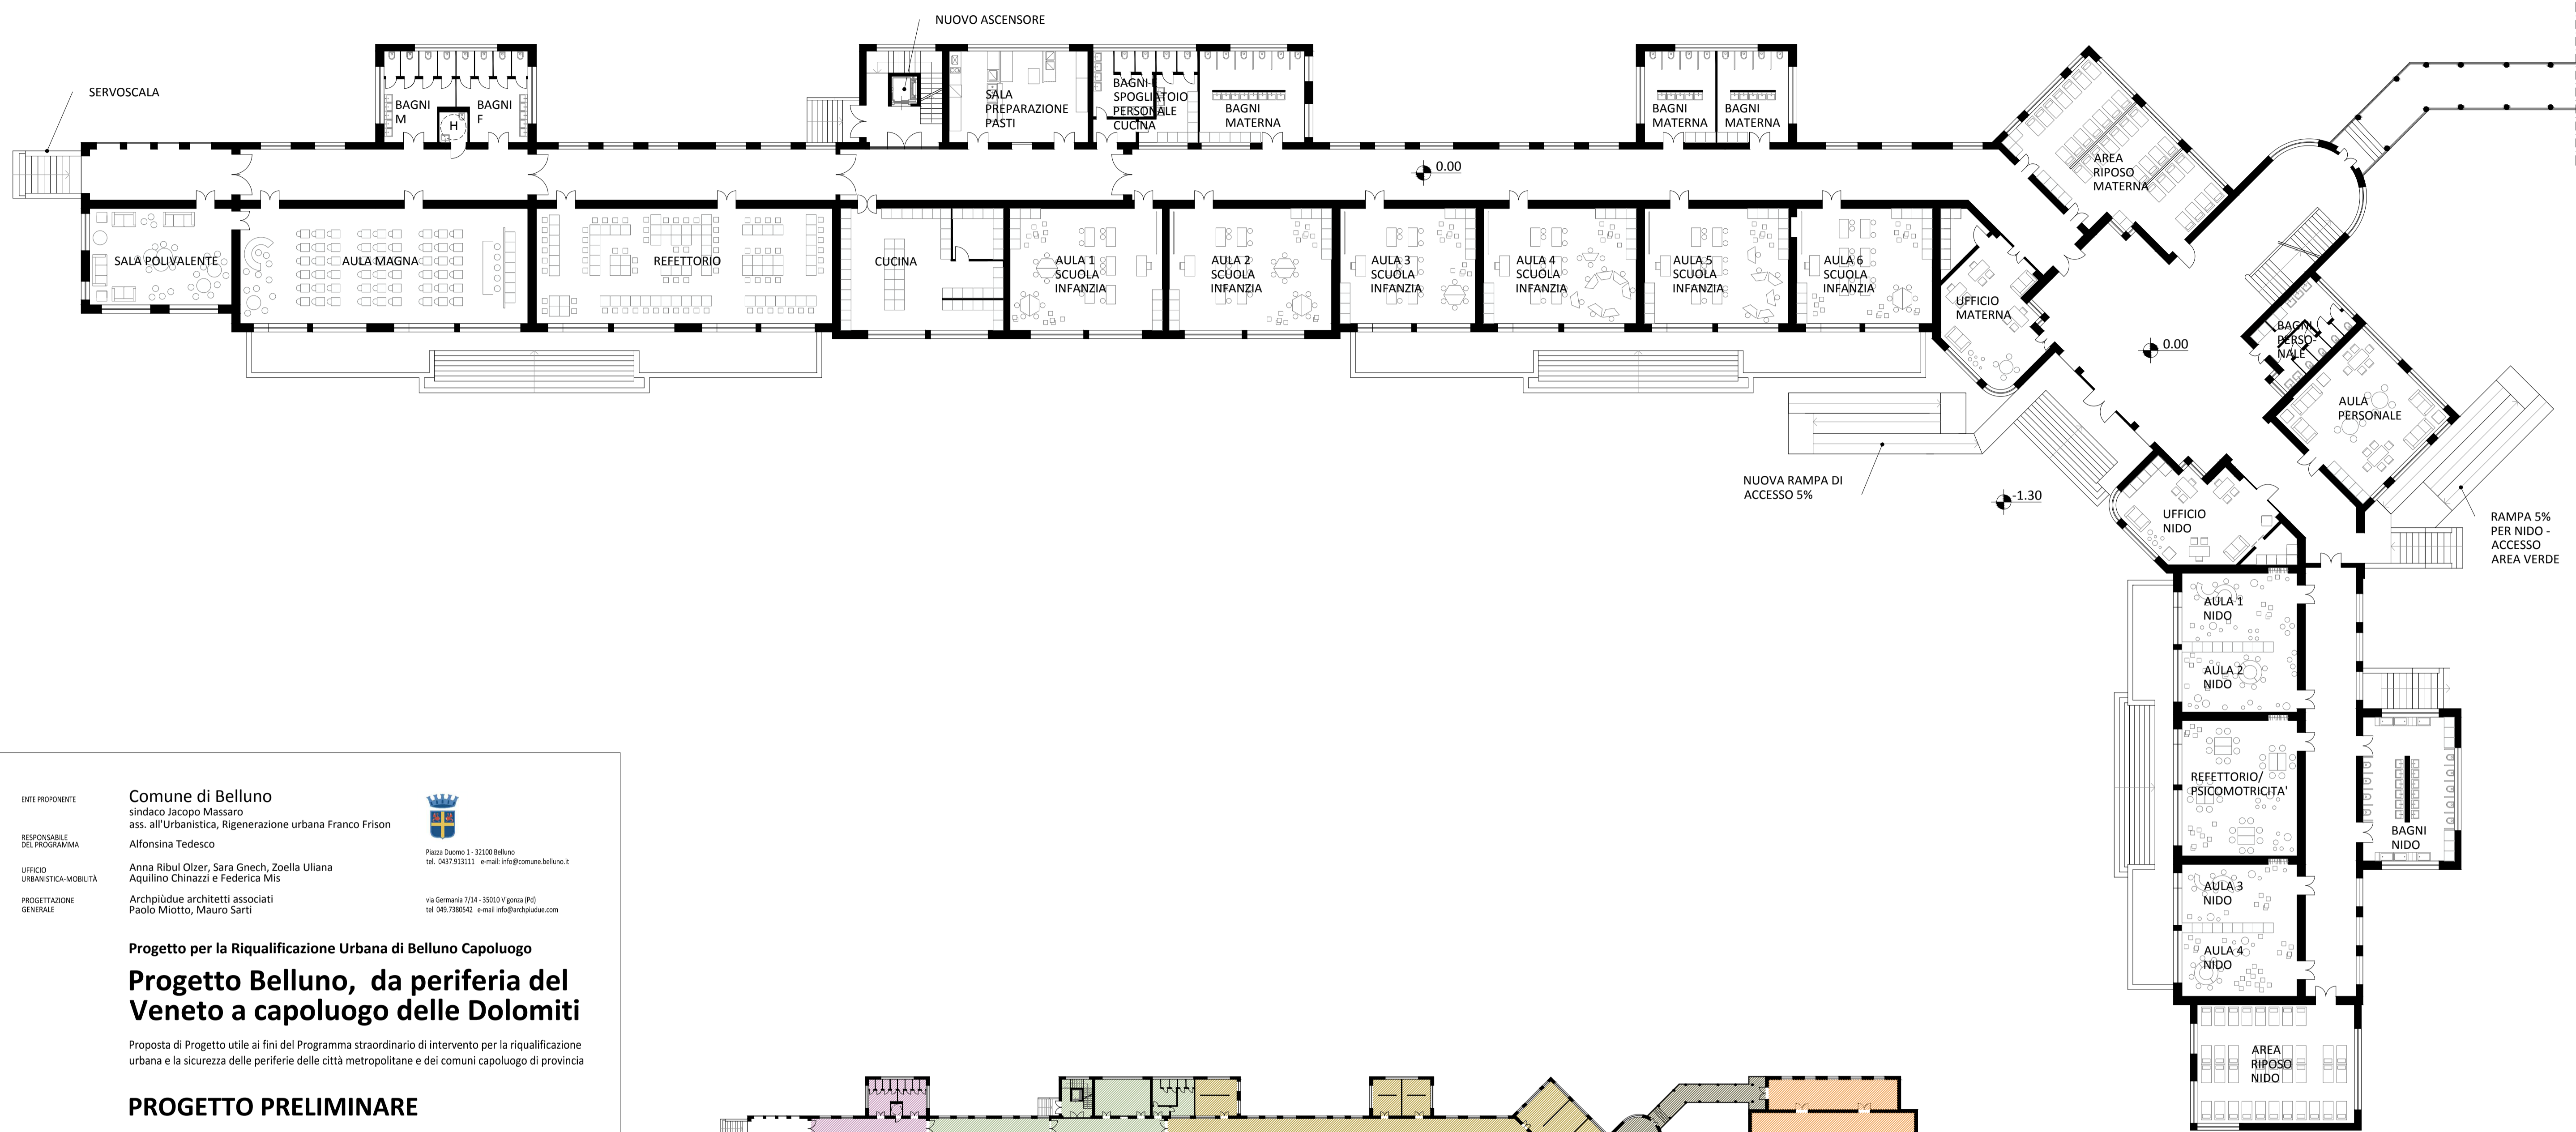 NUOVO ASCENSORE
SERVOSCALA
BAGNI
M
BAGNI
F
H
SALA
PREPARAZIONE
PASTI
BAGNI
SPOGLIATOIO
PERSONALE
CUCINA
BAGNI
MATERNA
BAGNI
MATERNA
BAGNI
MATERNA
0.00
AREA
RIPOSO
MATERNA
SALA POLIVALENTE
AULA MAGNA
REFETTORIO
CUCINA
AULA 1
SCUOLA
INFANZIA
AULA 2
SCUOLA
INFANZIA
AULA 3
SCUOLA
INFANZIA
AULA 4
SCUOLA
INFANZIA
AULA 5
SCUOLA
INFANZIA
AULA 6
SCUOLA
INFANZIA
UFFICIO
MATERNA
0.00
BAGNI
PERSO-
NALE
AULA
PERSONALE
NUOVA RAMPA DI
ACCESSO 5%
-1.30
UFFICIO
NIDO
RAMPA 5%
PER NIDO -
ACCESSO
AREA VERDE
AULA 1
NIDO
AULA 2
NIDO
REFETTORIO/
PSICOMOTRICITA'
BAGNI
NIDO
AULA 3
NIDO
AULA 4
NIDO
AREA
RIPOSO
NIDO
ENTE PROPONENTE
Comune di Belluno
sindaco Jacopo Massaro
ass. all'Urbanistica, Rigenerazione urbana Franco Frison
RESPONSABILE
DEL PROGRAMMA
Alfonsina Tedesco
Piazza Duomo 1 - 32100 Belluno
tel. 0437.913111 e-mail: info@comune.belluno.it
UFFICIO
URBANISTICA-MOBILITÀ
Anna Ribul Olzer, Sara Gnech, Zoella Uliana
Aquilino Chinazzi e Federica Mis
PROGETTAZIONE
GENERALE
Archpiùdue architetti associati
Paolo Miotto, Mauro Sarti
via Germania 7/14 - 35010 Vigonza (Pd)
tel 049.7380542 e-mail info@archpiudue.com
Progetto per la Riqualificazione Urbana di Belluno Capoluogo
Progetto Belluno, da periferia del
Veneto a capoluogo delle Dolomiti
Proposta di Progetto utile ai fini del Programma straordinario di intervento per la riqualificazione
urbana e la sicurezza delle periferie delle città metropolitane e dei comuni capoluogo di provincia
PROGETTO PRELIMINARE